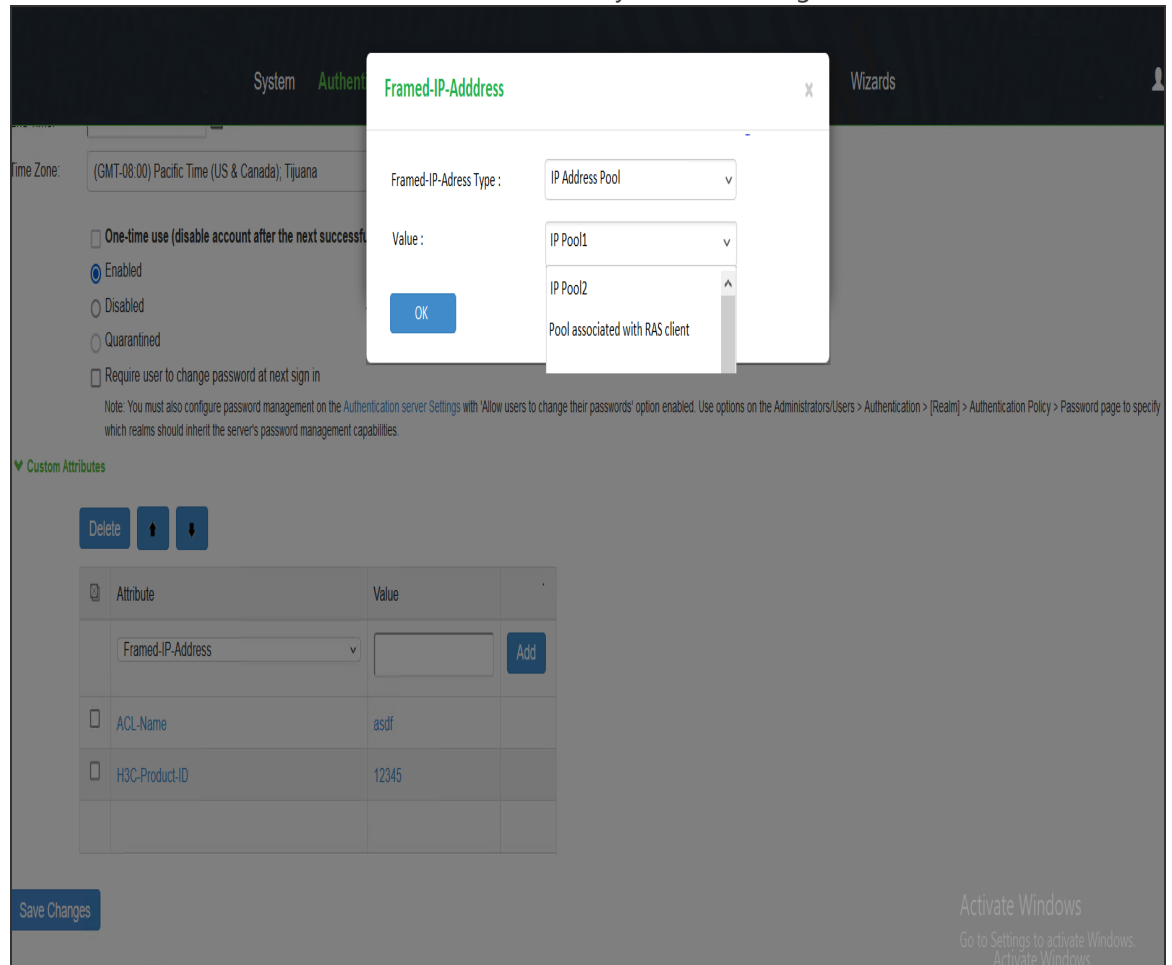 System Authent Wizards
Framed-IP-Adddress x
Time Zone: (GMT-08:00) Pacific Time (US & Canada); Tijuana
Framed-IP-Adress Type : IP Address Pool
Value : IP Pool1
IP Pool2
Pool associated with RAS client
OK
One-time use (disable account after the next successfu
Enabled
Disabled
Quarantined
Require user to change password at next sign in
Note: You must also configure password management on the Authentication server Settings with 'Allow users to change their passwords' option enabled. Use options on the Administrators/Users > Authentication > [Realm] > Authentication Policy > Password page to specify
which realms should inherit the server's password management capabilities.
Custom Attributes
Delete
Attribute Value
Framed-IP-Address Add
ACL-Name asdf
H3C-Product-ID 12345
Save Changes
Activate Windows
Go to Settings to activate Windows.
Activate Windows